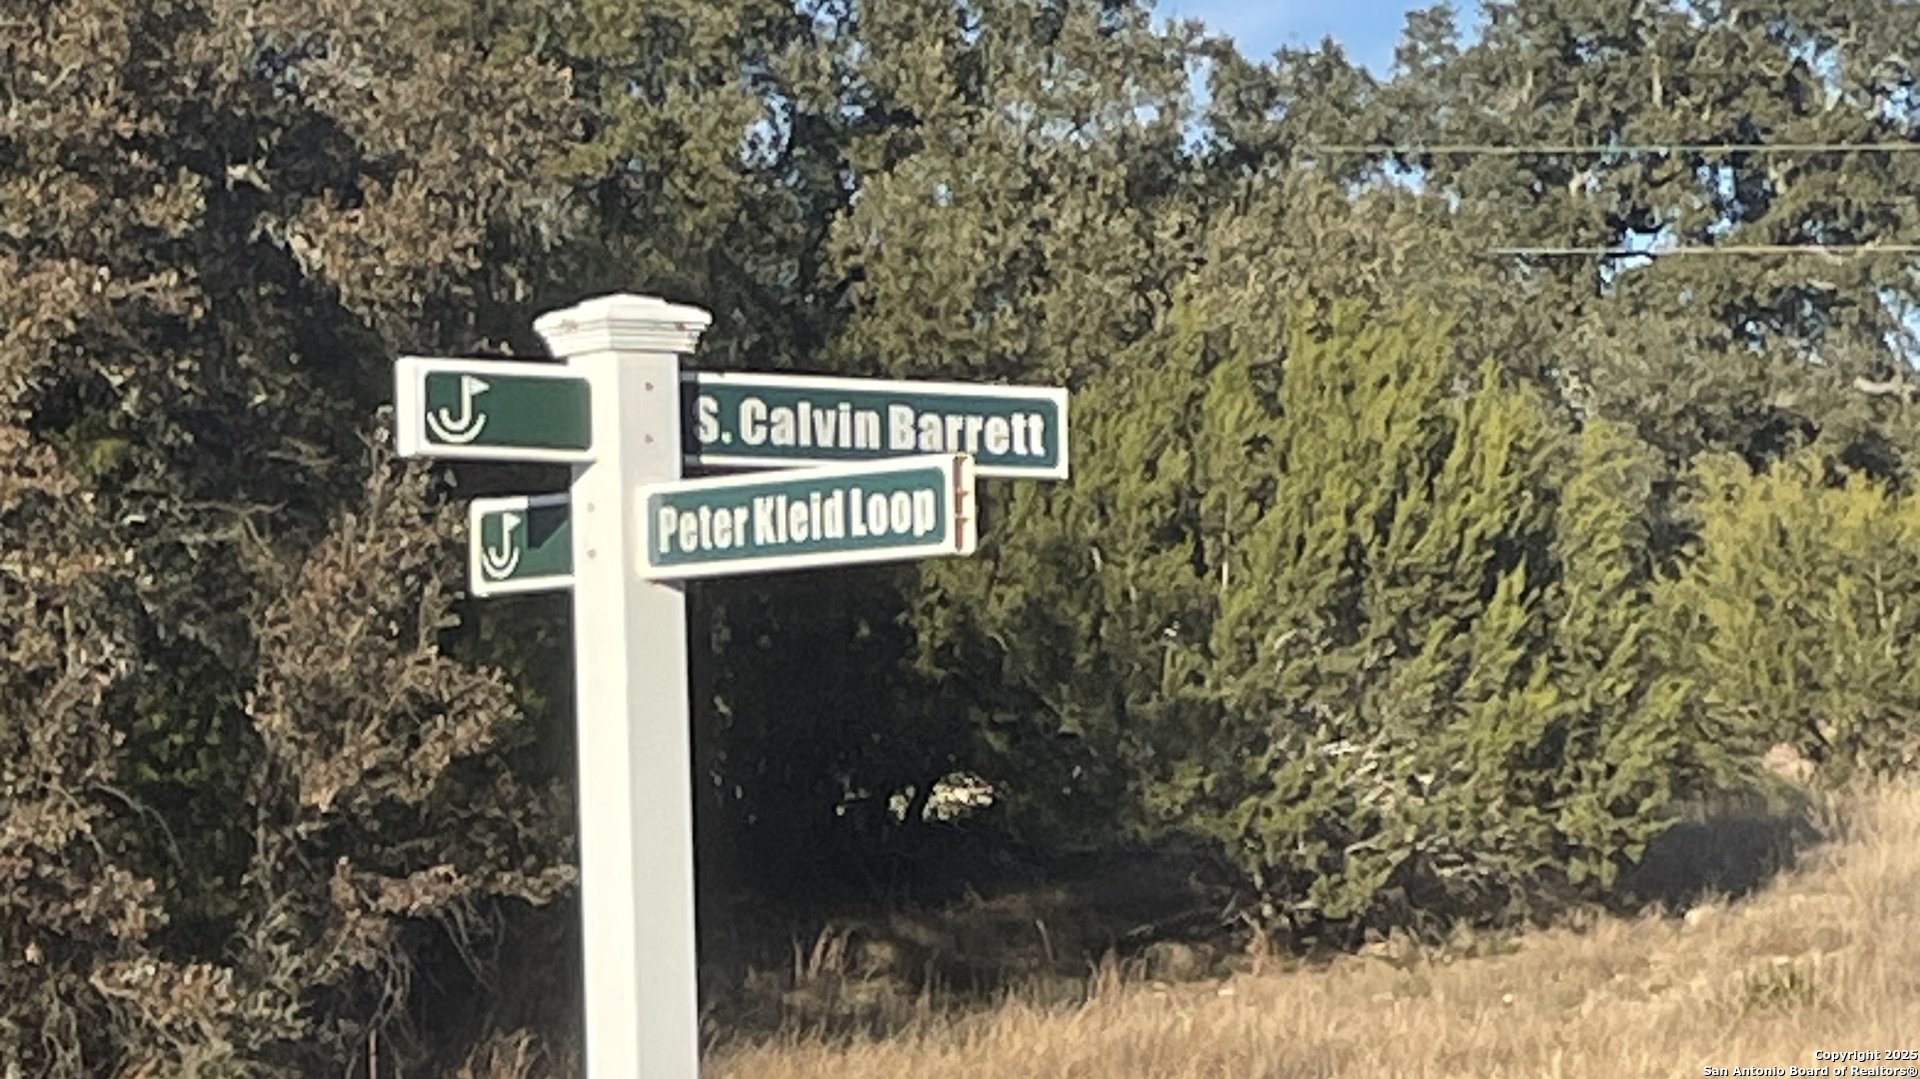 S. Calvin Barrett
Peter Kleid Loop
Copyright 2025
San Antonio Board of Realtors®